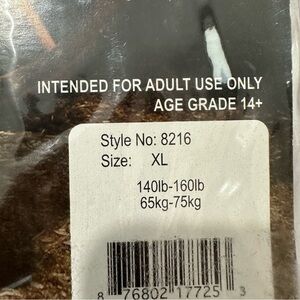 INTENDED FOR ADULT USE ONLY
AGE GRADE 14+
Style No: 8216
Size: XL
140lb-160lb
65kg-75kg
8 76802 17725 3